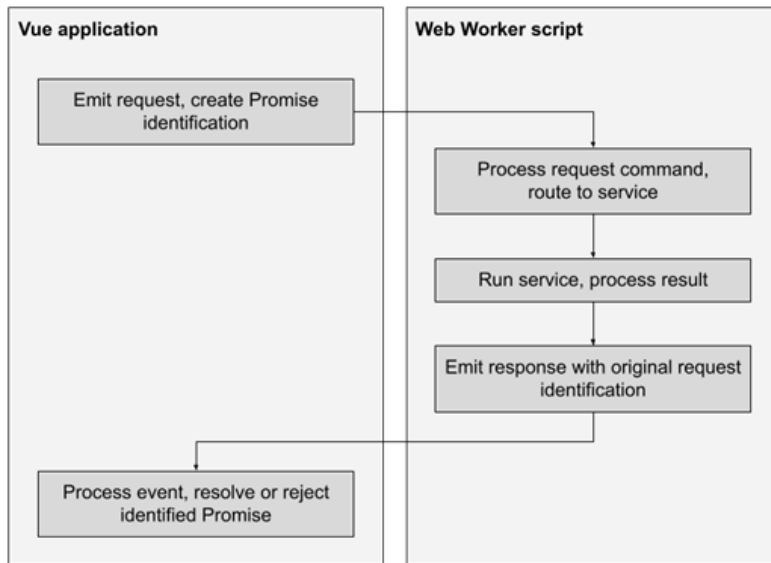 Vue application
Web Worker script
Emit request, create Promise
identification
Process request command,
route to service
Run service, process result
Emit response with original request
identification
Process event, resolve or reject
identified Promise